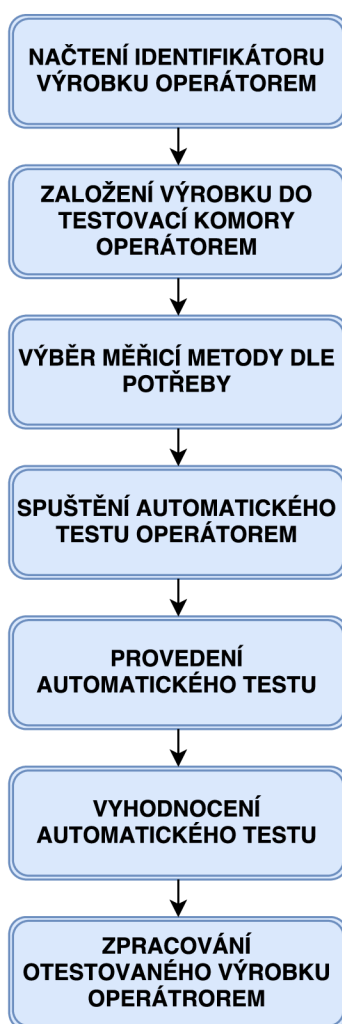 NAČTENÍ IDENTIFIKÁTORU
VÝROBKU OPERÁTOREM
ZALOŽENÍ VÝROBKU DO
TESTOVACÍ KOMORY
OPERÁTOREM
VÝBĚR MĚŘICÍ METODY DLE
POTŘEBY
SPUŠTĚNÍ AUTOMATICKÉHO
TESTU OPERÁTOREM
PROVEDENÍ
AUTOMATICKÉHO TESTU
VYHODNOCENÍ
AUTOMATICKÉHO TESTU
ZPRACOVÁNÍ
OTESTOVANÉHO VÝROBKU
OPERÁTROREM